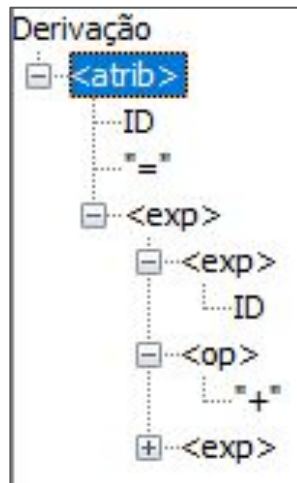 Derivação
<atrib>
ID
"="
<exp>
<exp>
ID
<op>
"+"
<exp>